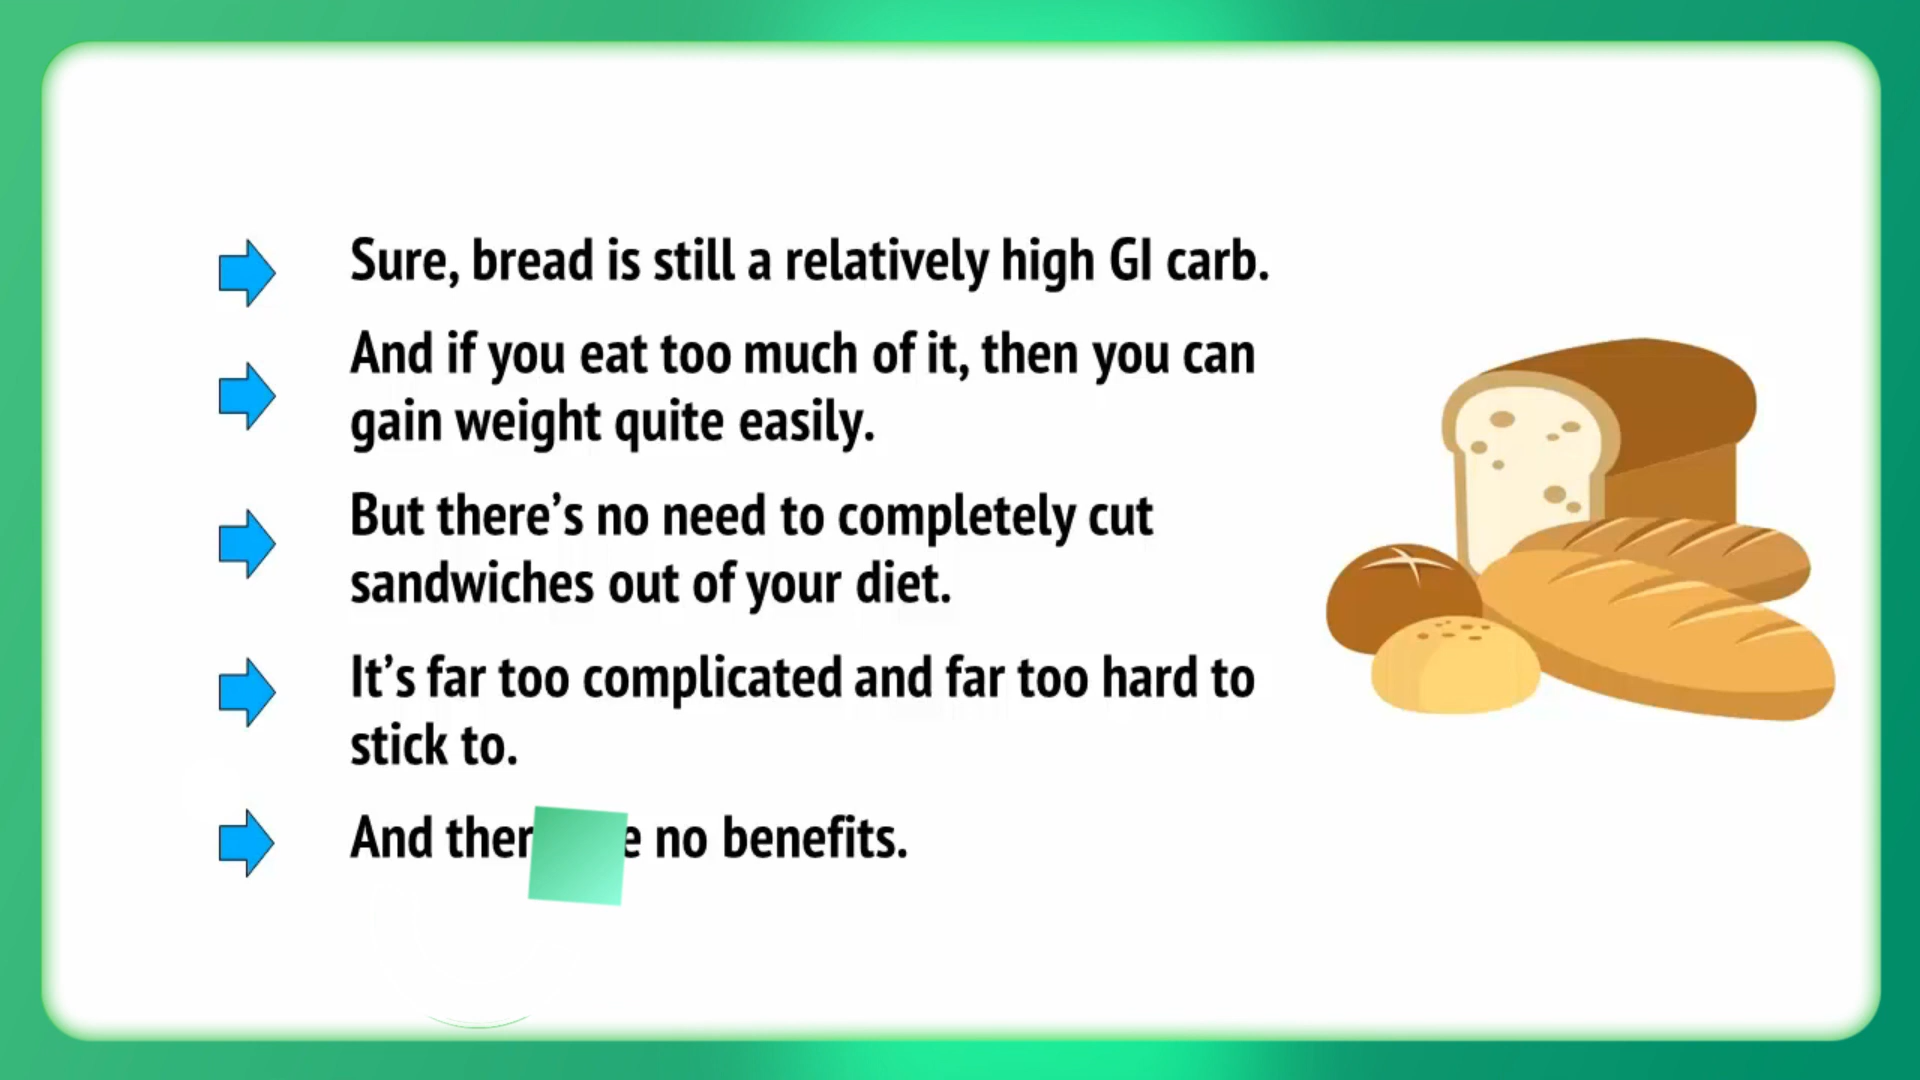 Sure, bread is still a relatively high GI carb.
And if you eat too much of it, then you can
gain weight quite easily.
But there’s no need to completely cut
sandwiches out of your diet.
It’s far too complicated and far too hard to
stick to.
And no benefits.